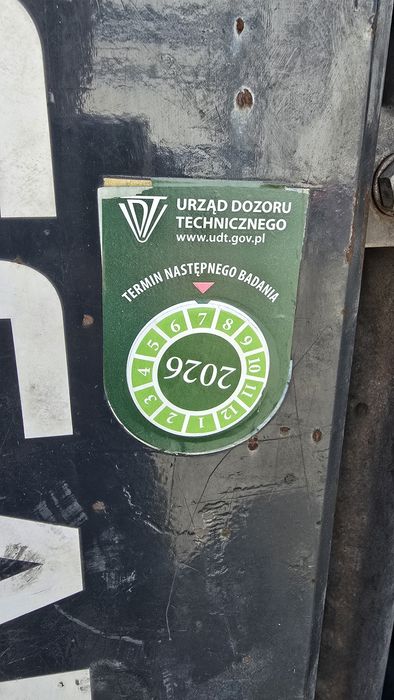 URZĄD DOZORU
TECHNICZNEGO
www.udt.gov.pl
TERMIN NASTĘPNEGO BADANIA
1 2 3 4 5 6 7 8 9 10 11 12
2026